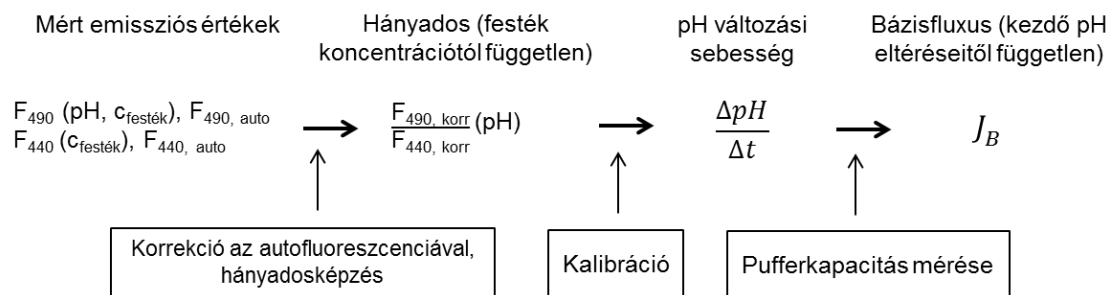 Mért emissziós értékek
Hányados (festék
koncentrációtól független)
pH változási
sebesség
Bázisfluxus (kezdő pH
eltéréseitől független)
F490 (pH, cfesték), F490, auto
F440 (cfesték), F440, auto
F490, korr
F440, korr
(pH)
ΔpH
Δt
J_B
Korrekció az autofluoreszcenciával,
hányadosképzés
Kalibráció
Pufferkapacitás mérése